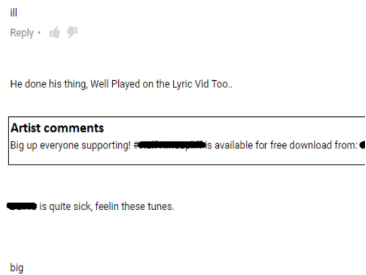 ill
Reply •
He done his thing, Well Played on the Lyric Vid Too..
Artist comments
Big up everyone supporting! # is available for free download from:
is quite sick, feelin these tunes.
big